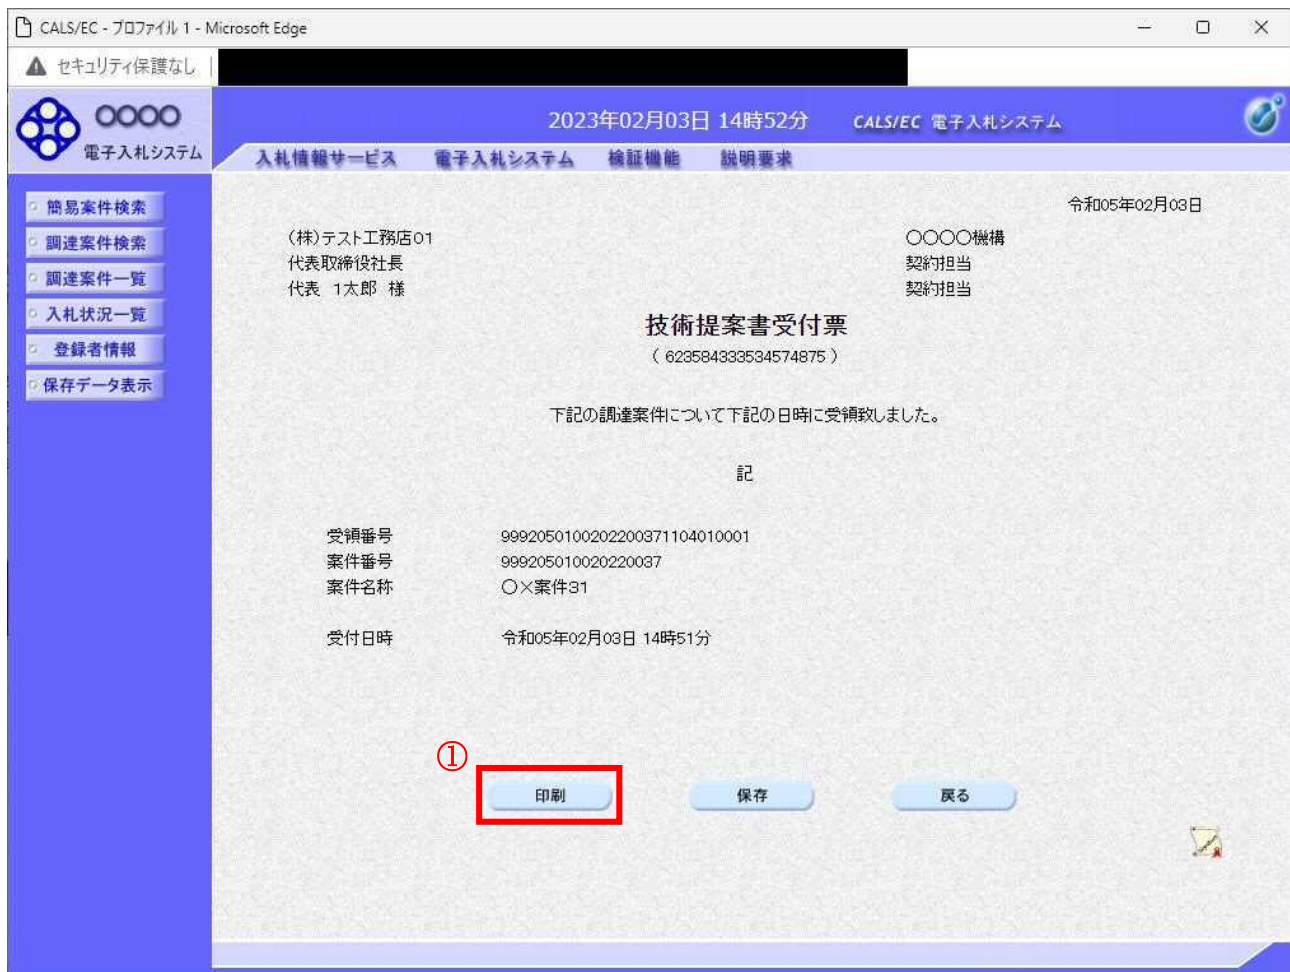 CALS/EC - プロファイル 1 - Microsoft Edge
セキュリティ保護なし
○○○○
電子入札システム
2023年02月03日 14時52分
CALS/EC 電子入札システム
入札情報サービス 電子入札システム 検証機能 説明要求
簡易案件検索
調達案件検索
調達案件一覧
入札状況一覧
登録者情報
保存データ表示
令和05年02月03日
(株)テスト工務店01
代表取締役社長
代表 1太郎 様
○○○○機構
契約担当
契約担当
技術提案書受付票
( 623584333534574875 )
下記の調達案件について下記の日時に受領致しました。
記
受領番号 9992050100202200371104010001
案件番号 999205010020220037
案件名称 ○×案件31
受付日時 令和05年02月03日 14時51分
①
印刷 保存 戻る